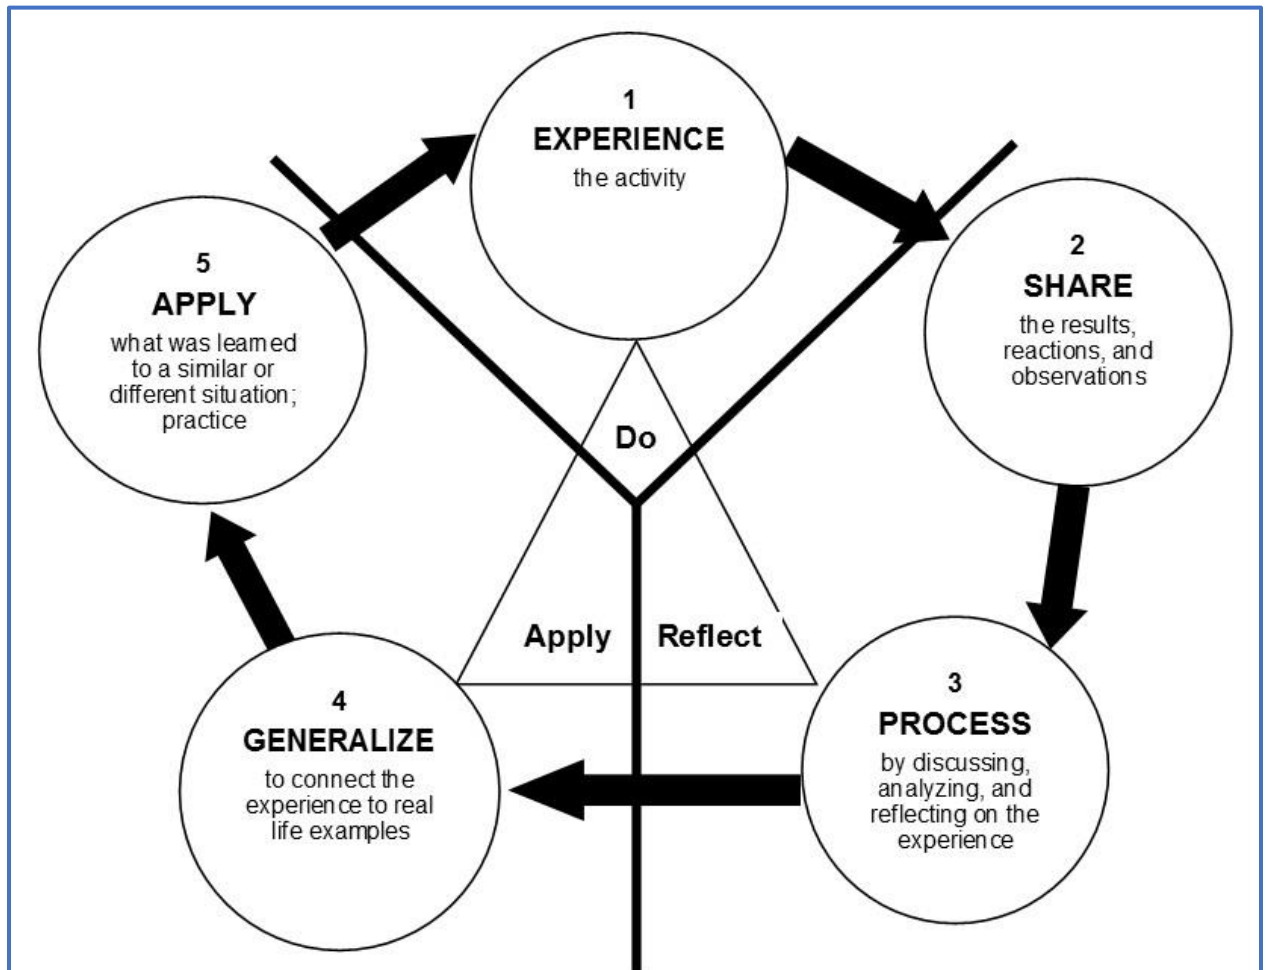 1
EXPERIENCE
the activity
2
SHARE
the results,
reactions, and
observations
3
PROCESS
by discussing,
analyzing, and
reflecting on the
experience
4
GENERALIZE
to connect the
experience to real
life examples
5
APPLY
what was learned
to a similar or
different situation;
practice
Do
Apply
Reflect